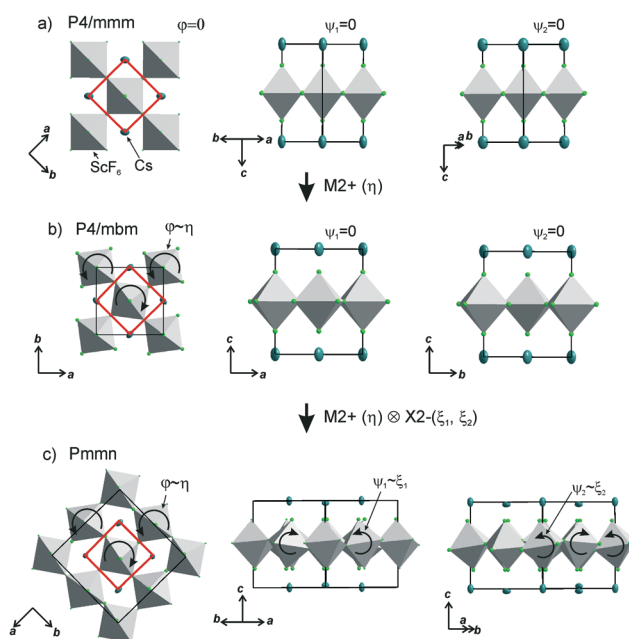 a) P4/mmm φ=0 ψ₁=0 ψ₂=0
a
b
ScF₆
Cs
b a
c
a b
c
M2+ (η)
b) P4/mbm φ~η ψ₁=0 ψ₂=0
b
a
c
a
c
b
M2+ (η) ⊗ X2-(ξ₁, ξ₂)
c) Pmmn
φ~η
ψ₁~ξ₁
ψ₂~ξ₂
a b
c
b a
c
a b